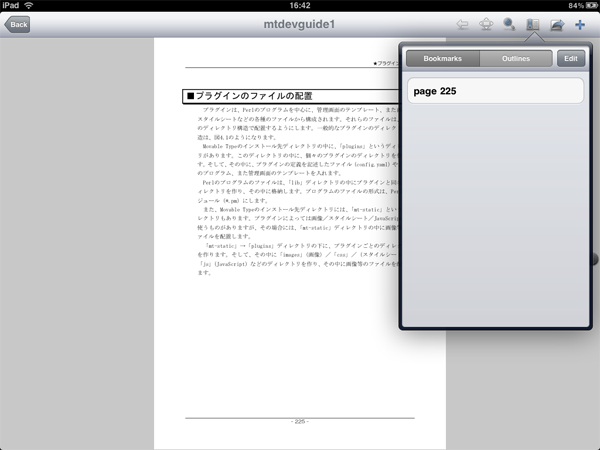 iPad
16:42
84%
Back
mtdevguide1
Bookmarks
Outlines
Edit
page 225
★プラグイン
■プラグインのファイルの配置
プラグインは、Perlのプログラムを中心に、管理画面のテンプレート、また
スタイルシートなどの各種のファイルから構成されます。それらのファイルは、
のディレクトリ構造で配置するようにします。一般的なプラグインのディレクト
造は、図4.1のようになります。
Movable Typeのインストール先ディレクトリの中に、「plugins」というディ
リがあります。このディレクトリの中に、個々のプラグインのディレクトリを
す。そして、その中に、プラグインの定義を記述したファイル(config.yaml)や
のプログラム、また管理画面のテンプレートを入れます。
Perlのプログラムのファイルは、「lib」ディレクトリの中にプラグインと同
ィレクトリを作り、その中に格納します。プログラムのファイルの形式は、Per
ジュール(*.pm)にします。
また、Movable Typeのインストール先ディレクトリには、「mt-static」とい
レクトリもあります。プラグインによっては画像／スタイルシート／JavaScri
使うものがありますが、その場合には、「mt-static」ディレクトリの中に画像
ァイルを配置します。
「mt-static」→「plugins」ディレクトリの下に、プラグインごとのディレ
を作ります。そして、その中に「images」(画像)／「css」／(スタイルシー
「js」(JavaScript)などのディレクトリを作り、その中に画像等のファイルを
ます。
- 225 -